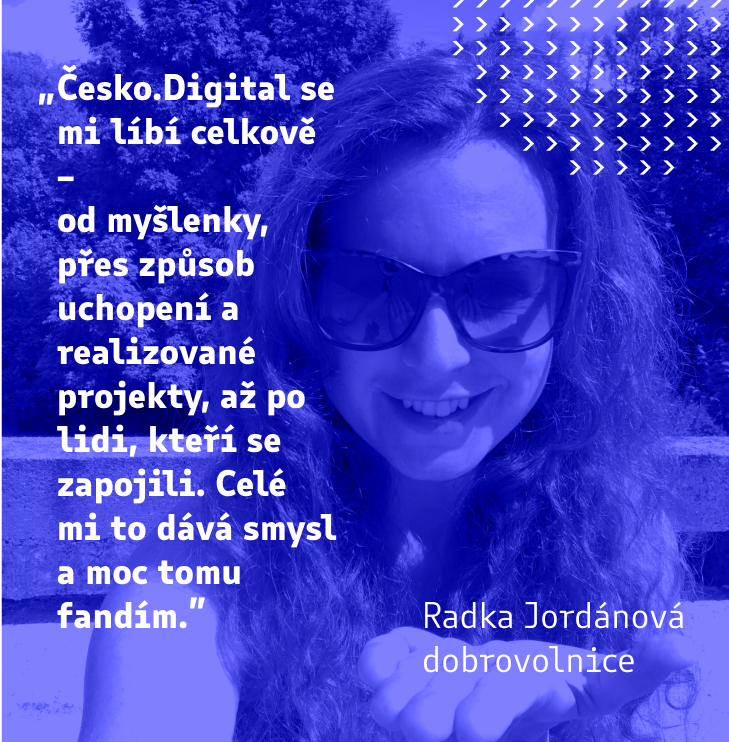 „Česko.Digital se
mi líbí celkově
–
od myšlenky,
přes způsob
uchopení a
realizované
projekty, až po
lidi, kteří se
zapojili. Celé
mi to dává smysl
a moc tomu
fandím.”
Radka Jordánová
dobrovolnice